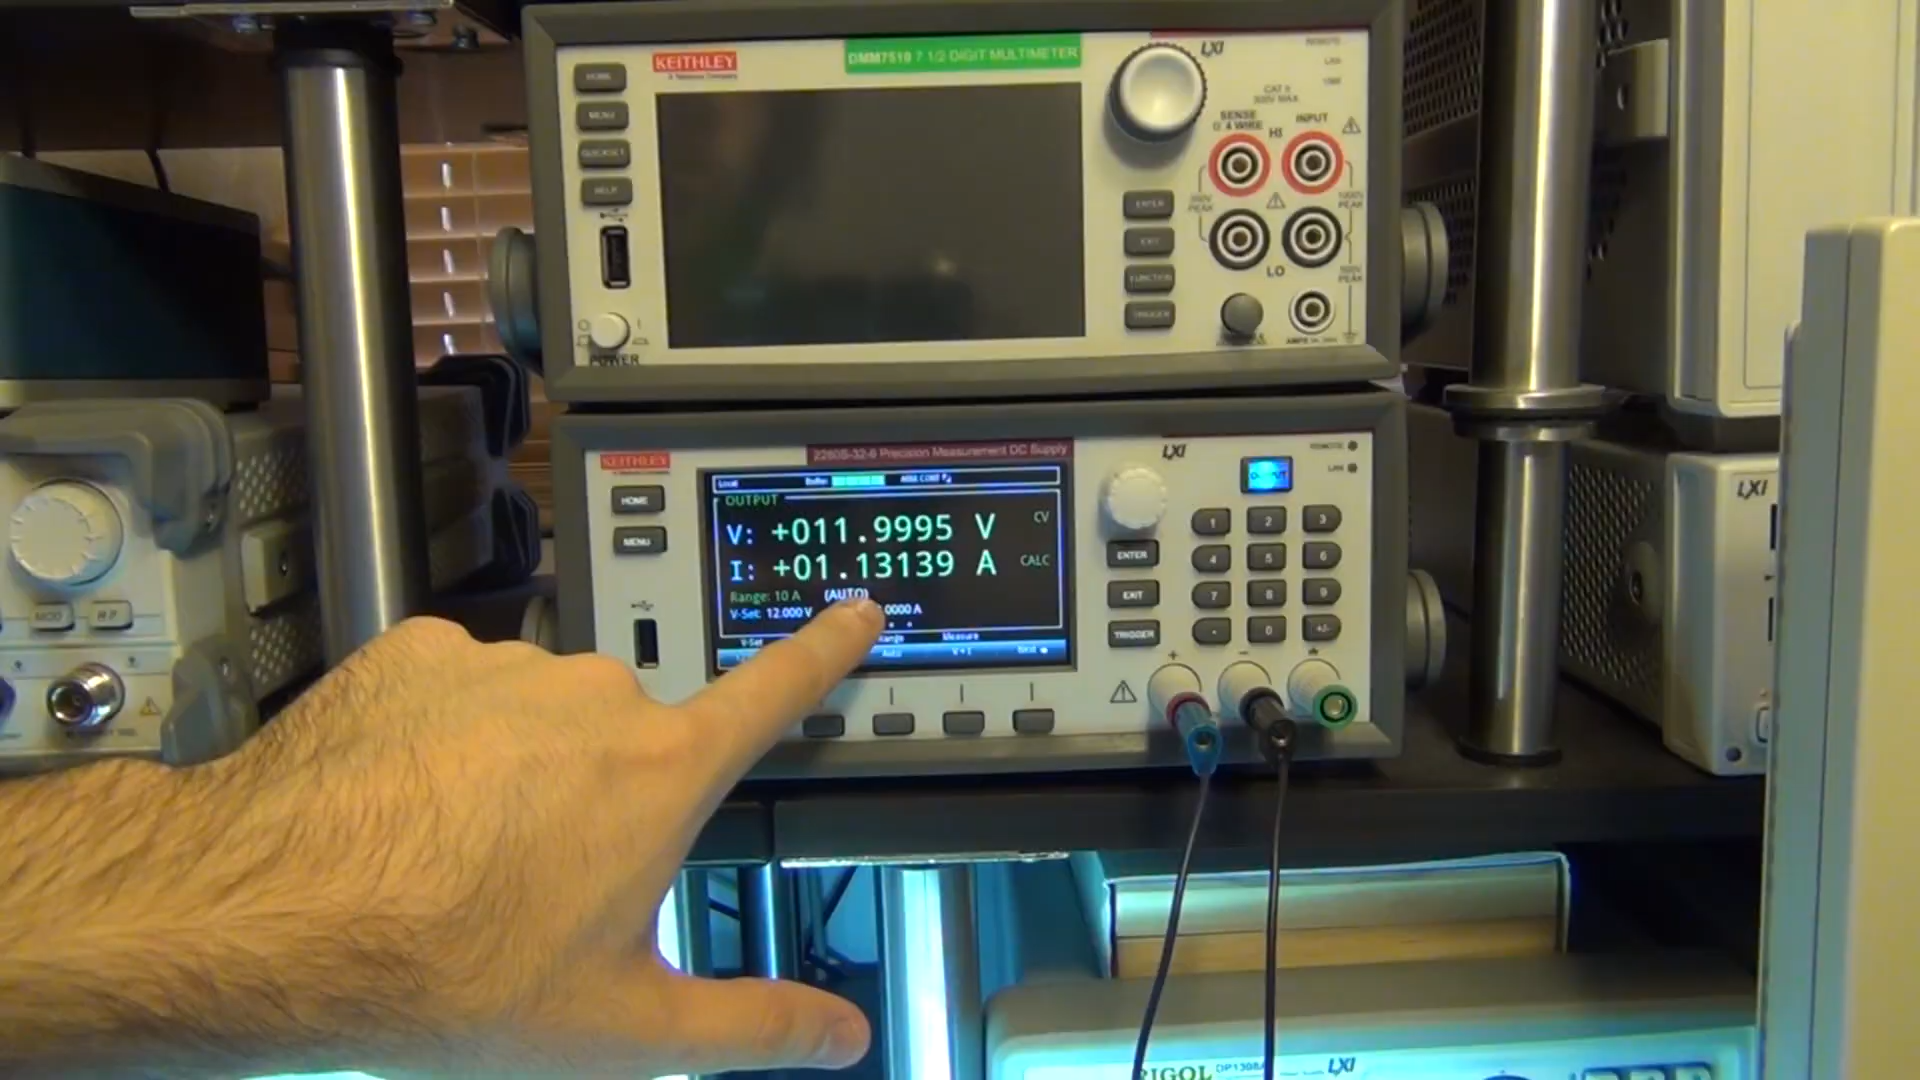 KEITHLEY
A Tektronix Company
DMM7510 7 1/2 DIGIT MULTIMETER
LXI
HOME
MENU
QUICKSET
HELP
POWER
CAT II
300V MAX
SENSE
Ω 4 WIRE
INPUT
HI
LO
ENTER
EXIT
FUNCTION
TRIGGER
AMPS
KEITHLEY
2280S-32-6 Precision Measurement DC Supply
LXI
REMOTE
LAN
HOME
MENU
OUTPUT
Local
Buffer
OUTPUT
V: +011.9995 V
CV
I: +01.13139 A
CALC
Range: 10 A (AUTO)
V-Set: 12.000 V
0000 A
V-Set
Range
Measure
Auto
V+I
Next
ENTER
EXIT
TRIGGER
1 2 3
4 5 6
7 8 9
. 0 +/-
+ -
MOD
RF
LXI
RIGOL
LXI